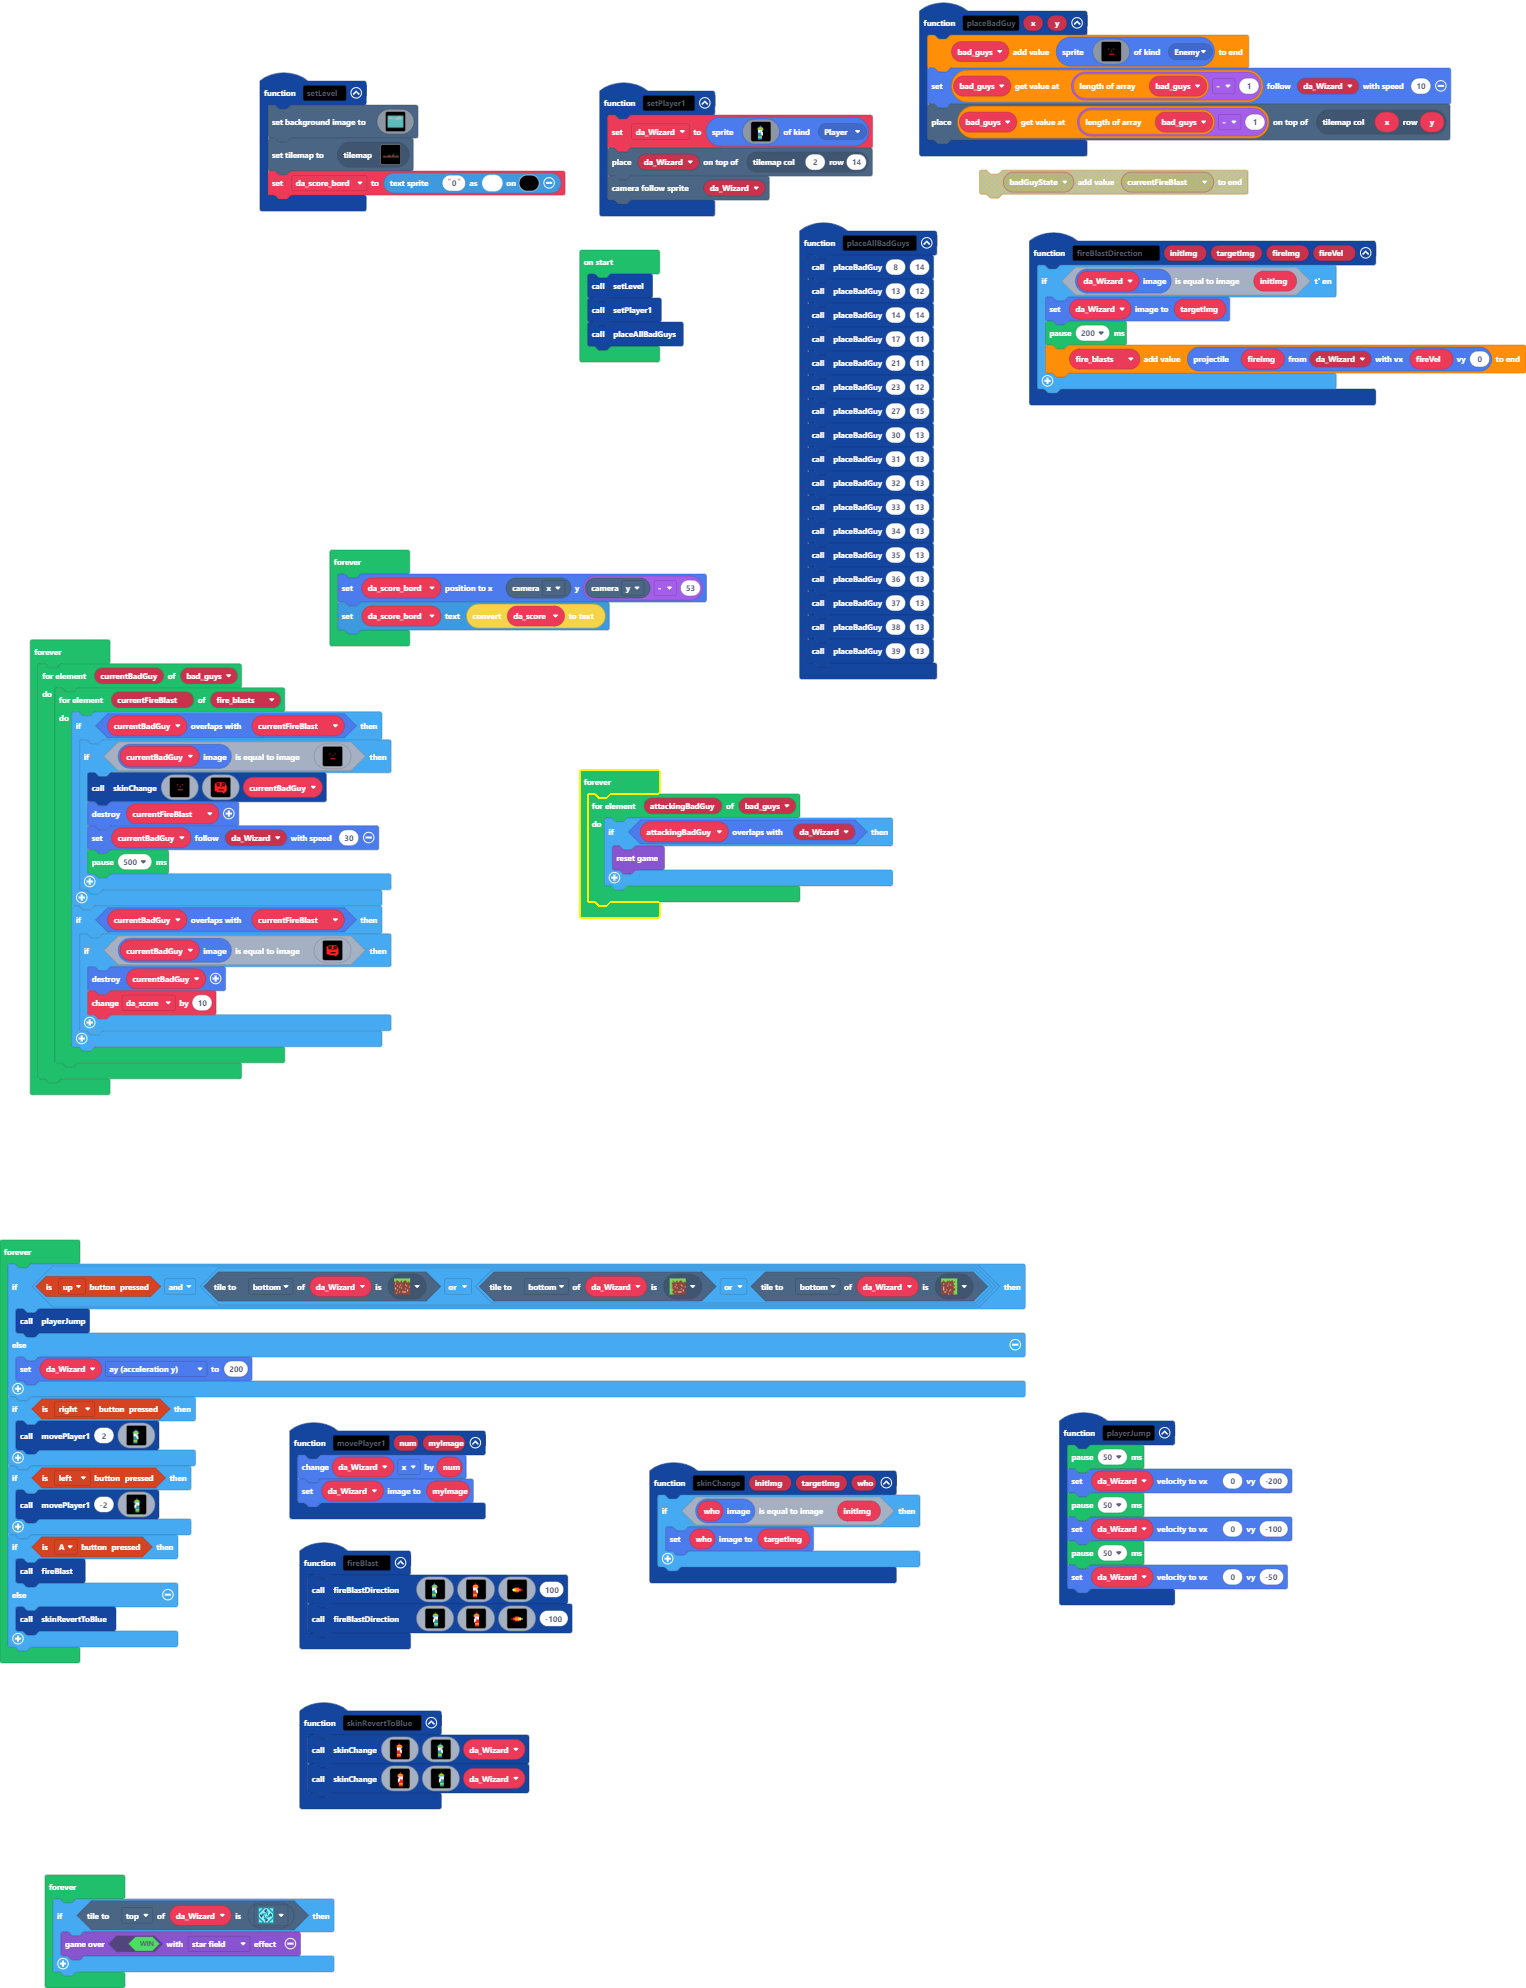 function placeBadGuy x y
bad_guys add value sprite of kind Enemy to end
set bad_guys get value at length of array bad_guys - 1 follow da_Wizard with speed 10
place bad_guys get value at length of array bad_guys - 1 on top of tilemap col x row y
function setLevel
set background image to
set tilemap to tilemap
set da_score_bord to text sprite "0" as on
function setPlayer1
set da_Wizard to sprite of kind Player
place da_Wizard on top of tilemap col 2 row 14
camera follow sprite da_Wizard
badGuyState add value currentFireBlast to end
on start
call setLevel
call setPlayer1
call placeAllBadGuys
function placeAllBadGuys
call placeBadGuy 8 14
call placeBadGuy 13 12
call placeBadGuy 14 14
call placeBadGuy 17 11
call placeBadGuy 21 11
call placeBadGuy 23 12
call placeBadGuy 27 15
call placeBadGuy 30 13
call placeBadGuy 31 13
call placeBadGuy 32 13
call placeBadGuy 33 13
call placeBadGuy 34 13
call placeBadGuy 35 13
call placeBadGuy 36 13
call placeBadGuy 37 13
call placeBadGuy 38 13
call placeBadGuy 39 13
function fireBlastDirection initImg targetImg fireImg fireVel
if da_Wizard image is equal to image initImg t' en
set da_Wizard image to targetImg
pause 200 ms
fire_blasts add value projectile fireImg from da_Wizard with vx fireVel vy 0 to end
forever
set da_score_bord position to x camera x y camera y - 53
set da_score_bord text convert da_score to text
forever
for element currentBadGuy of bad_guys
do for element currentFireBlast of fire_blasts
do if currentBadGuy overlaps with currentFireBlast then
if currentBadGuy image is equal to image then
call skinChange currentBadGuy
destroy currentFireBlast
set currentBadGuy follow da_Wizard with speed 30
pause 500 ms
if currentBadGuy overlaps with currentFireBlast then
if currentBadGuy image is equal to image then
destroy currentBadGuy
change da_score by 10
forever
for element attackingBadGuy of bad_guys
do if attackingBadGuy overlaps with da_Wizard then
reset game
forever
if is up button pressed and tile to bottom of da_Wizard is or tile to bottom of da_Wizard is or tile to bottom of da_Wizard is then
call playerJump
else
set da_Wizard ay (acceleration y) to 200
if is right button pressed then
call movePlayer1 2
if is left button pressed then
call movePlayer1 -2
if is A button pressed then
call fireBlast
else
call skinRevertToBlue
function movePlayer1 num myImage
change da_Wizard x by num
set da_Wizard image to myImage
function fireBlast
call fireBlastDirection 100
call fireBlastDirection -100
function skinChange initImg targetImg who
if who image is equal to image initImg then
set who image to targetImg
function playerJump
pause 50 ms
set da_Wizard velocity to vx 0 vy -200
pause 50 ms
set da_Wizard velocity to vx 0 vy -100
pause 50 ms
set da_Wizard velocity to vx 0 vy -50
function skinRevertToBlue
call skinChange da_Wizard
call skinChange da_Wizard
forever
if tile to top of da_Wizard is then
game over WIN with star field effect